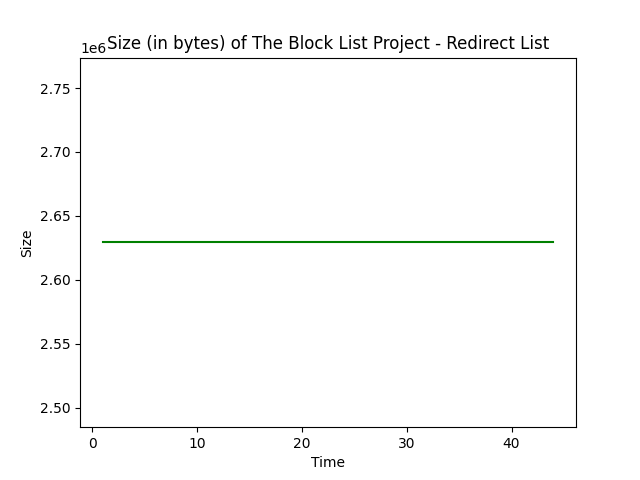 Size (in bytes) of The Block List Project - Redirect List
1e6
2.75
2.70
2.65
2.60
2.55
2.50
Size
0 10 20 30 40
Time